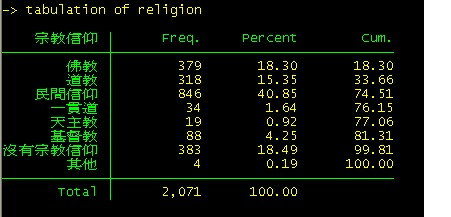 -> tabulation of religion
宗教信仰 Freq. Percent Cum.
佛教 379 18.30 18.30
道教 318 15.35 33.66
民間信仰 846 40.85 74.51
一貫道 34 1.64 76.15
天主教 19 0.92 77.06
基督教 88 4.25 81.31
沒有宗教信仰 383 18.49 99.81
其他 4 0.19 100.00
Total 2,071 100.00